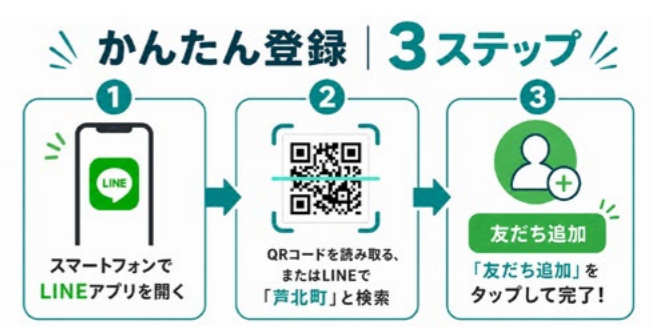 かんたん登録｜3ステップ
1
LINE
スマートフォンで
LINEアプリを開く
2
QRコードを読み取る、
またはLINEで
「芦北町」と検索
3
友だち追加
「友だち追加」を
タップして完了！